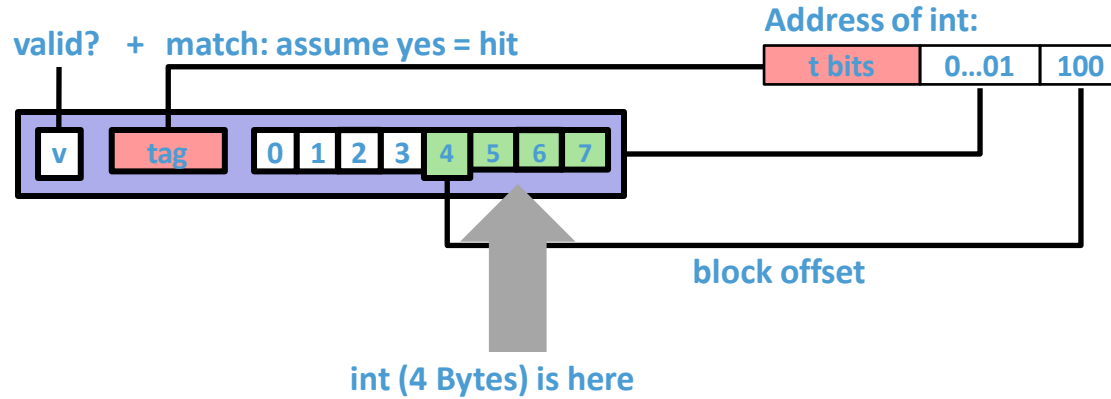 Address of int:
valid? + match: assume yes = hit
t bits 0...01 100
v tag 0 1 2 3 4 5 6 7
block offset
int (4 Bytes) is here